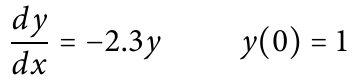 dy/dx = −2.3y y(0) = 1